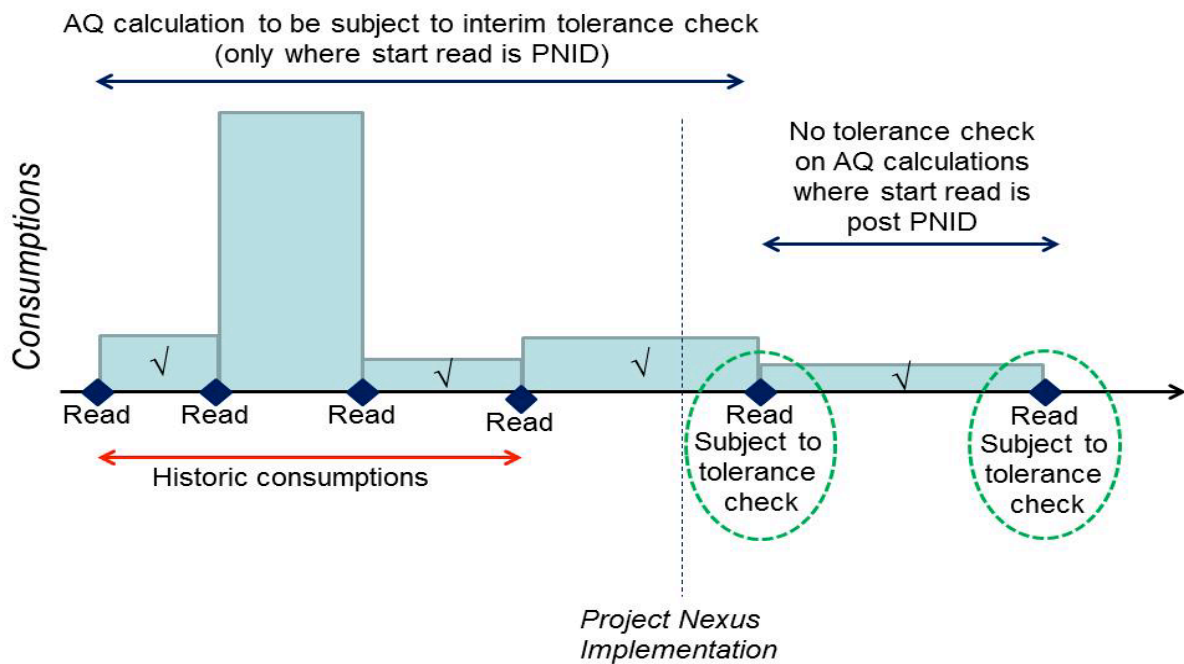 AQ calculation to be subject to interim tolerance check
(only where start read is PNID)
No tolerance check
on AQ calculations
where start read is
post PNID
Consumptions
√
√
√
√
Read
Read
Read
Read
Read
Subject to
tolerance
check
Read
Subject to
tolerance
check
Historic consumptions
Project Nexus
Implementation